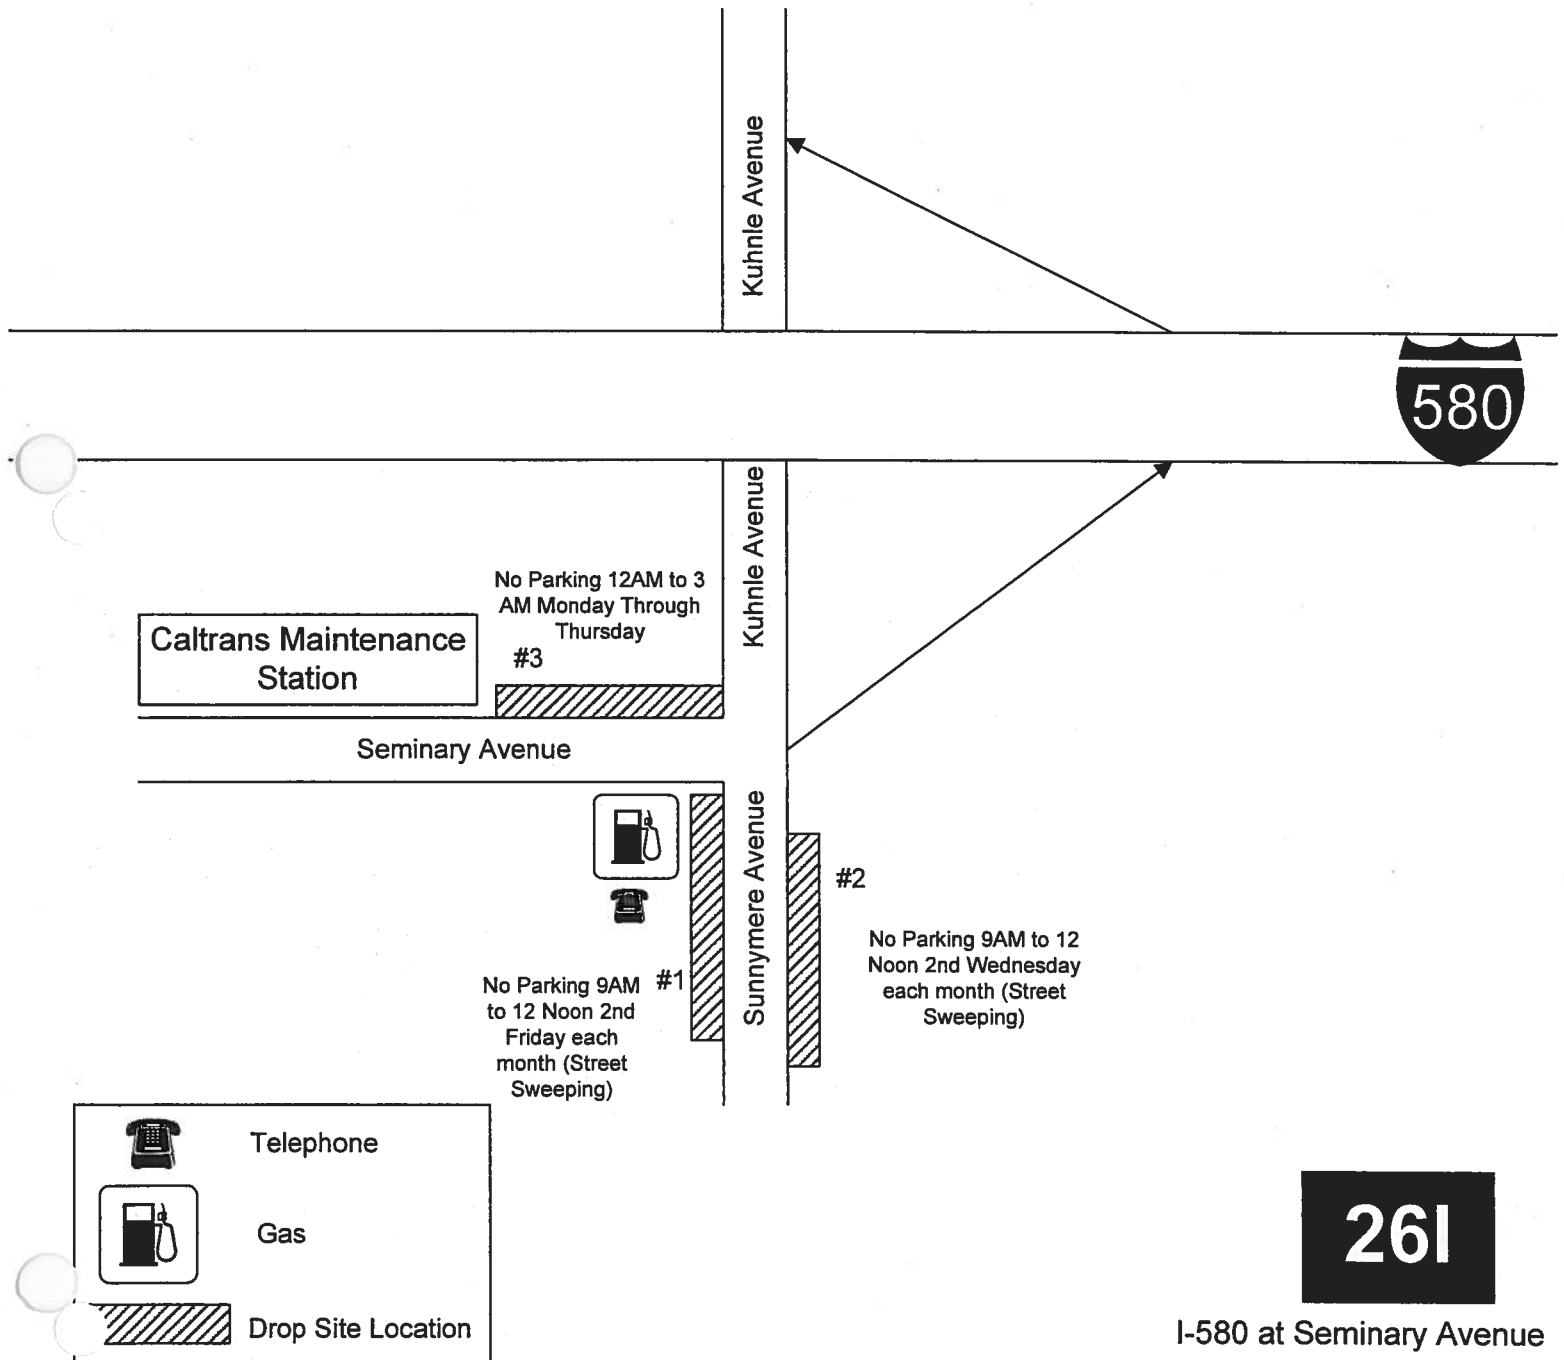 Kuhnle Avenue
580
Kuhnle Avenue
No Parking 12AM to 3
AM Monday Through
Thursday
#3
Caltrans Maintenance
Station
Seminary Avenue
Sunnymere Avenue
#2
No Parking 9AM to 12
Noon 2nd Wednesday
each month (Street
Sweeping)
#1
No Parking 9AM
to 12 Noon 2nd
Friday each
month (Street
Sweeping)
Telephone
Gas
Drop Site Location
26I
I-580 at Seminary Avenue